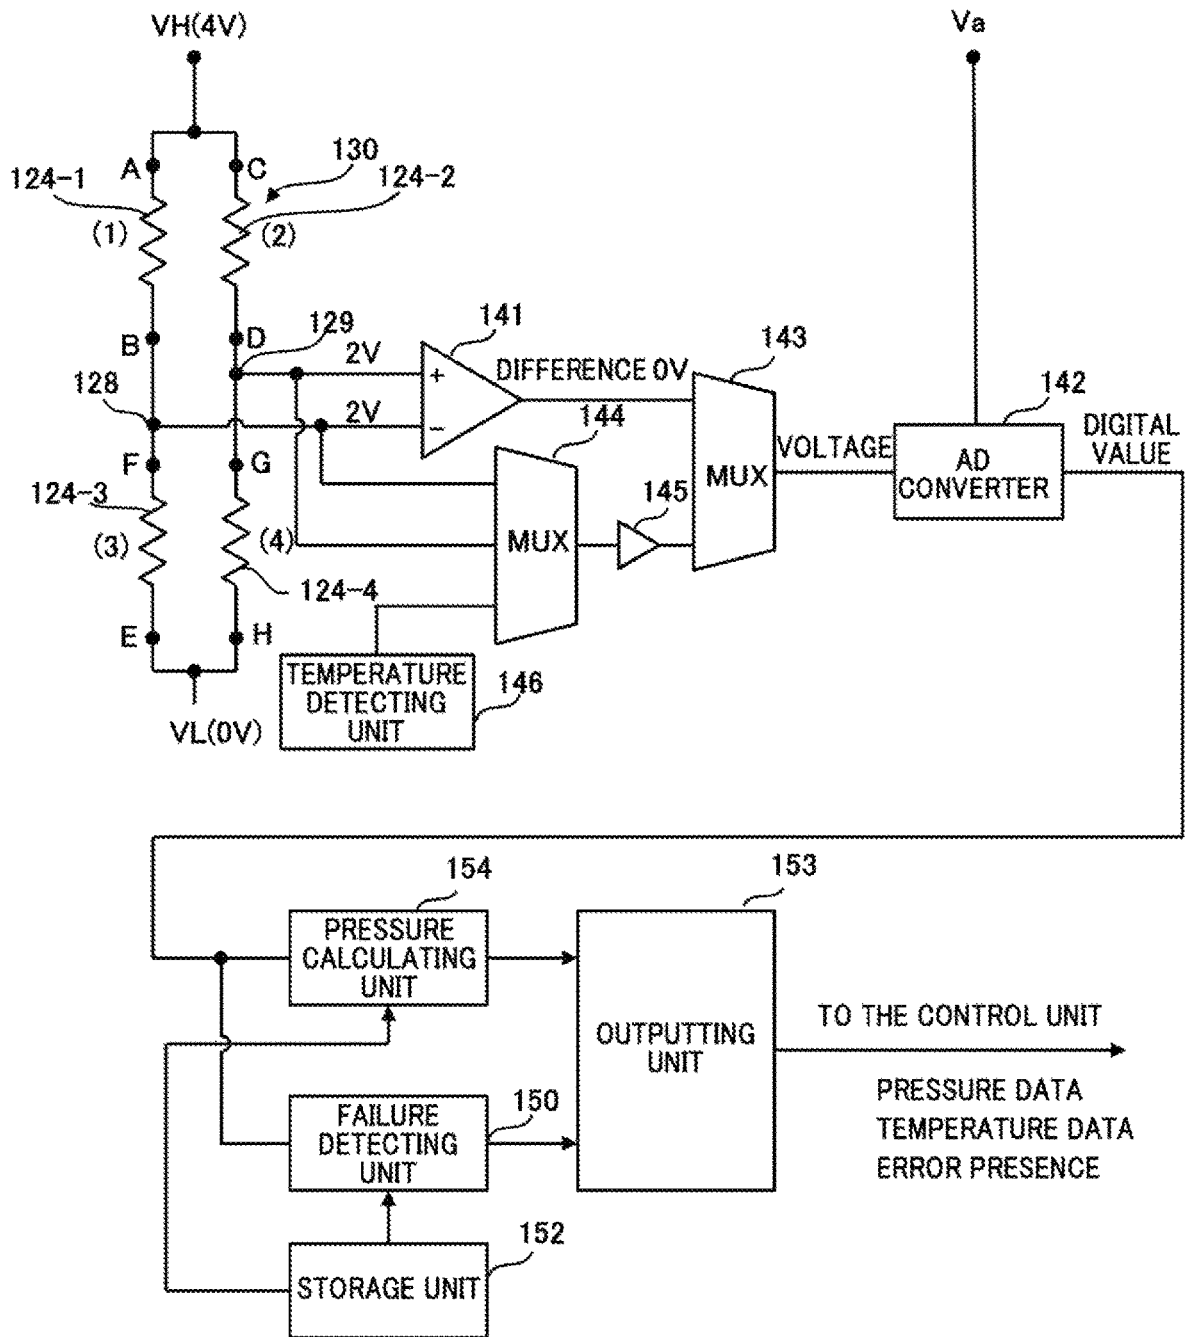 VH(4V)
Va
A
C
130
124-1
124-2
(1)
(2)
B
D
129
2V
141
DIFFERENCE 0V
143
128
2V
144
142
DIGITAL
VALUE
VOLTAGE
AD
CONVERTER
+
−
F
G
124-3
145
MUX
(3)
(4)
MUX
124-4
E
H
TEMPERATURE
DETECTING
UNIT
146
VL(0V)
154
153
PRESSURE
CALCULATING
UNIT
OUTPUTTING
UNIT
TO THE CONTROL UNIT
PRESSURE DATA
TEMPERATURE DATA
ERROR PRESENCE
FAILURE
DETECTING
UNIT
150
STORAGE UNIT
152